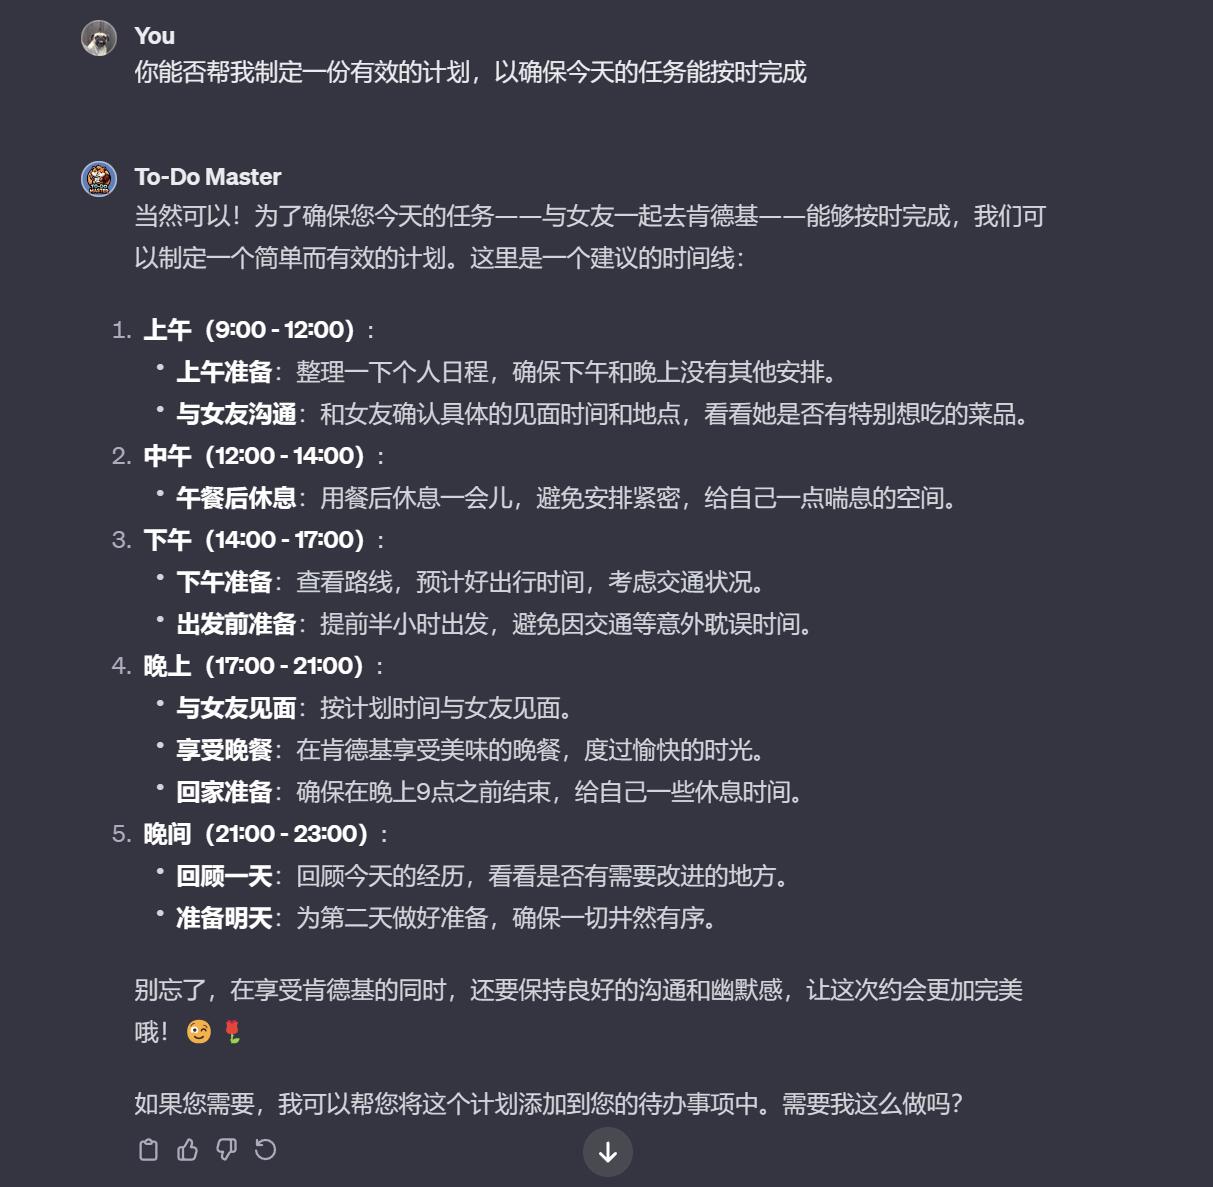 You
你能否帮我制定一份有效的计划，以确保今天的任务能按时完成
To-Do Master
当然可以！为了确保您今天的任务——与女友一起去肯德基——能够按时完成，我们可
以制定一个简单而有效的计划。这里是一个建议的时间线：
1. 上午（9:00 - 12:00）：
• 上午准备：整理一下个人日程，确保下午和晚上没有其他安排。
• 与女友沟通：和女友确认具体的见面时间和地点，看看她是否有特别想吃的菜品。
2. 中午（12:00 - 14:00）：
• 午餐后休息：用餐后休息一会儿，避免安排紧密，给自己一点喘息的空间。
3. 下午（14:00 - 17:00）：
• 下午准备：查看路线，预计好出行时间，考虑交通状况。
• 出发前准备：提前半小时出发，避免因交通等意外耽误时间。
4. 晚上（17:00 - 21:00）：
• 与女友见面：按计划时间与女友见面。
• 享受晚餐：在肯德基享受美味的晚餐，度过愉快的时光。
• 回家准备：确保在晚上9点之前结束，给自己一些休息时间。
5. 晚间（21:00 - 23:00）：
• 回顾一天：回顾今天的经历，看看是否有需要改进的地方。
• 准备明天：为第二天做好准备，确保一切井然有序。
别忘了，在享受肯德基的同时，还要保持良好的沟通和幽默感，让这次约会更加完美
哦！😉🌹
如果您需要，我可以帮您将这个计划添加到您的待办事项中。需要我这么做吗？